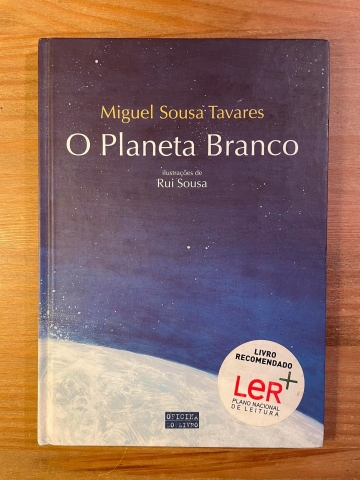 Miguel Sousa Tavares
O Planeta Branco
ilustrações de
Rui Sousa
LIVRO
RECOMENDADO
LeR+
PLANO NACIONAL
DE LEITURA
OFICINA
DO LIVRO